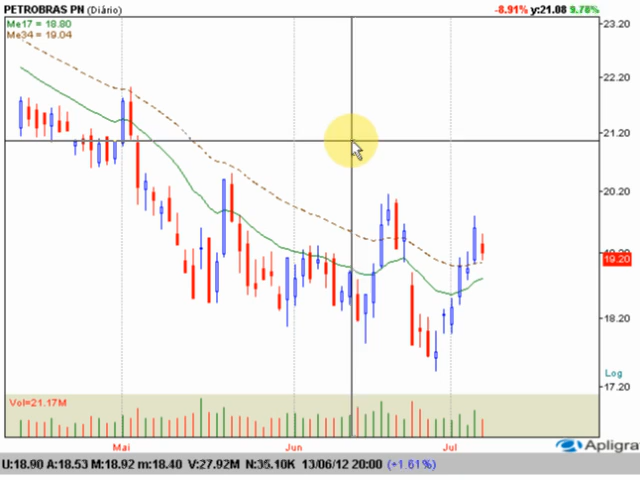 PETROBRAS PN (Diário) -8.91% y:21.08 9.78%
Me17 = 18.80
Me34 = 19.04
23.20
22.20
21.20
20.20
19.20
19.20
18.20
Log
17.20
Vol=21.17M
Mai Jun Jul
Apligra
U:18.90 A:18.53 M:18.92 m:18.40 V:27.92M N:35.10K 13/06/12 20:00 (+1.61%)